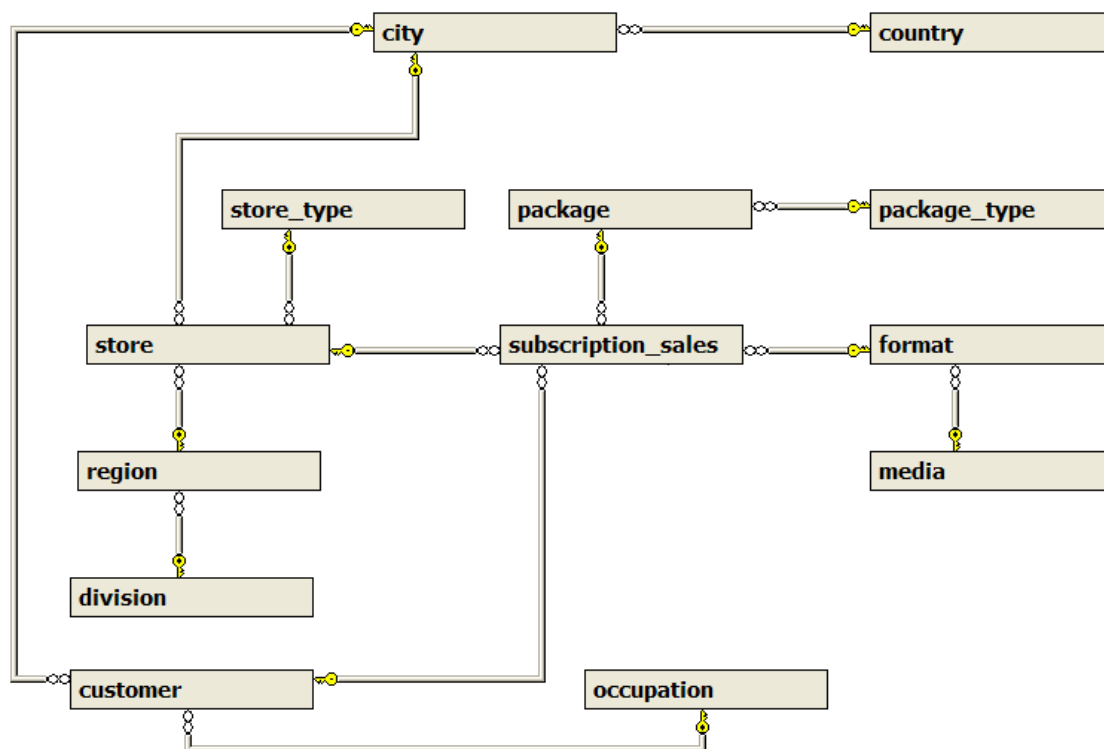 city
country
store_type
package
package_type
store
subscription_sales
format
region
media
division
customer
occupation